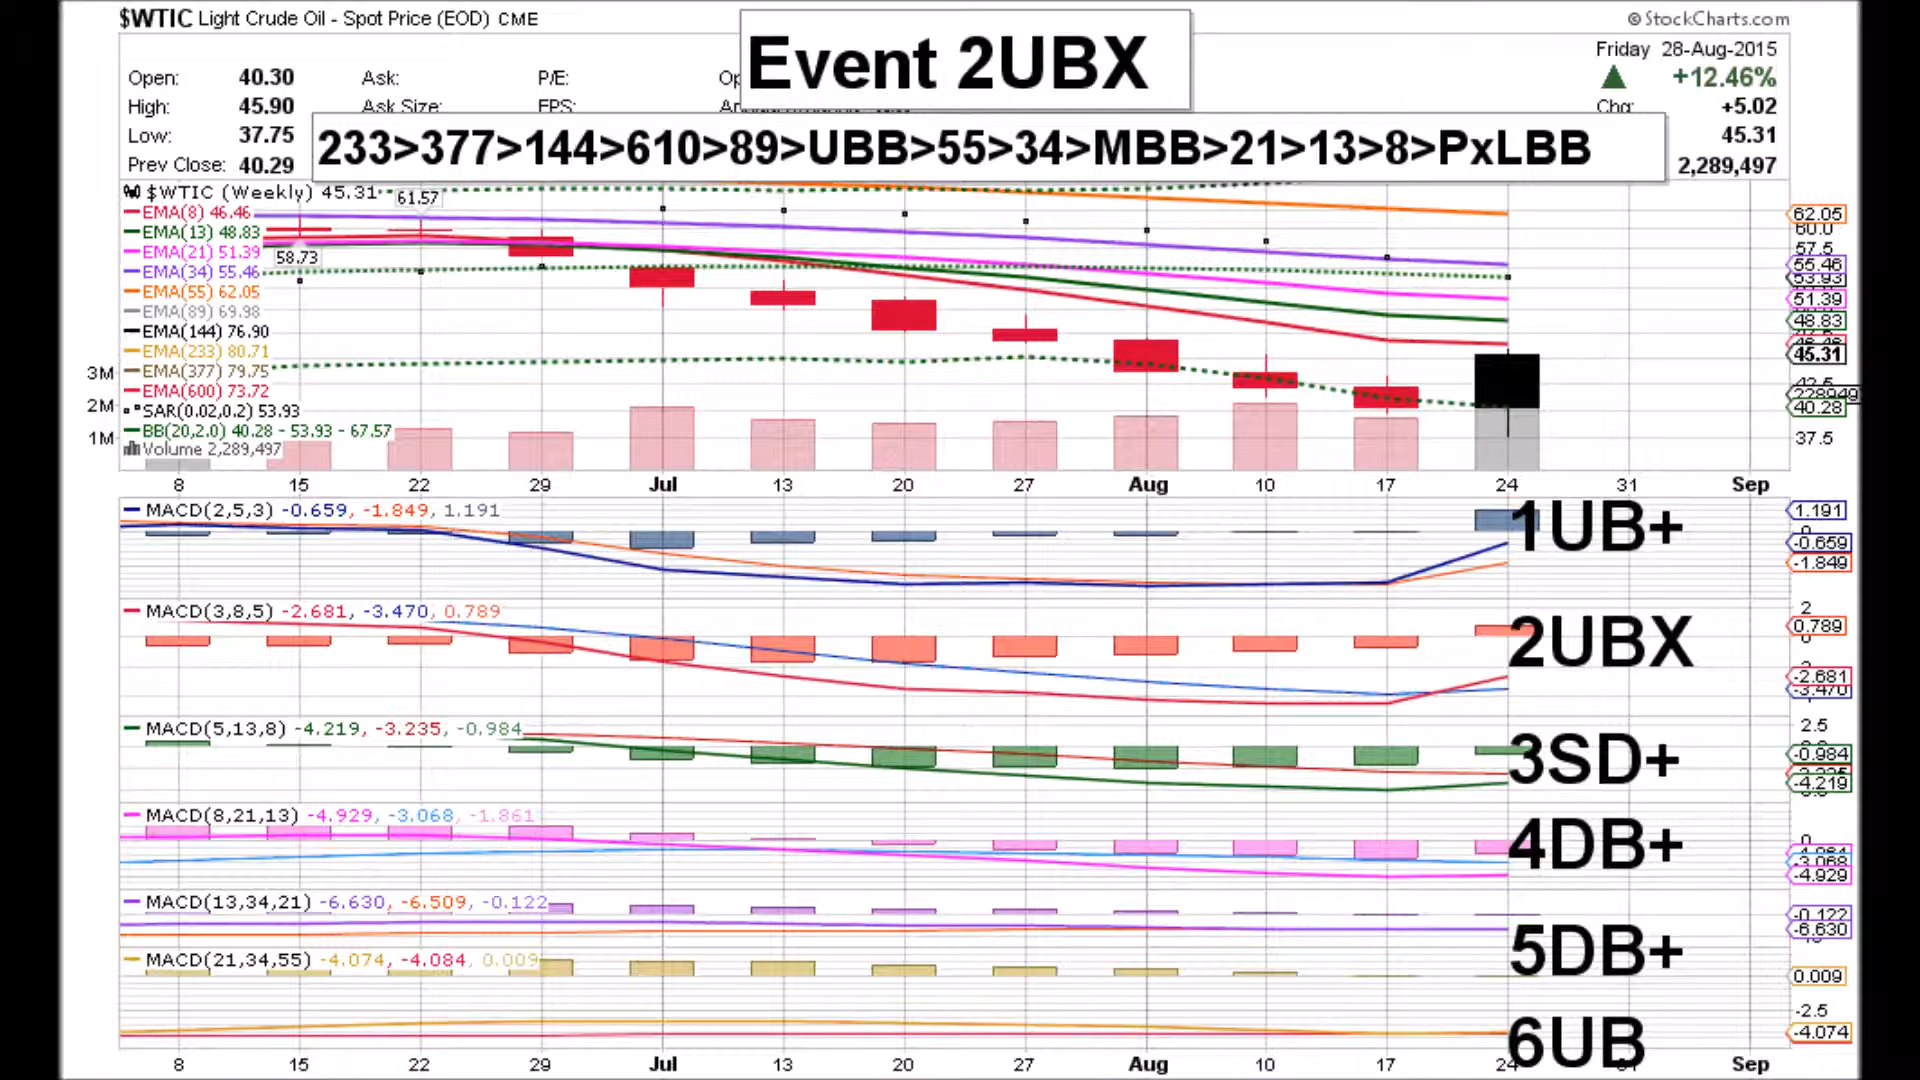 $WTIC Light Crude Oil - Spot Price (EOD) CME
© StockCharts.com
Event 2UBX
Friday 28-Aug-2015
Open: 40.30 Ask: P/E:
+12.46%
High: 45.90 Ask Size: EPS:
Chg: +5.02
Low: 37.75
233>377>144>610>89>UBB>55>34>MBB>21>13>8>PxLBB
45.31
Prev Close: 40.29
2,289,497
$WTIC (Weekly) 45.31
61.57
EMA(8) 46.46
EMA(13) 48.83
EMA(21) 51.39
58.73
EMA(34) 55.46
EMA(55) 62.05
EMA(89) 69.98
EMA(144) 76.90
EMA(233) 80.71
EMA(377) 79.75
EMA(600) 73.72
SAR(0.02,0.2) 53.93
BB(20,2.0) 40.28 - 53.93 - 67.57
Volume 2,289,497
3M
2M
1M
62.05
60.0
57.5
55.46
53.93
51.39
48.83
45.31
42.5
40.28
37.5
8 15 22 29 Jul 13 20 27 Aug 10 17 24 31 Sep
MACD(2,5,3) -0.659, -1.849, 1.191
1UB+
1.191
0
-0.659
-1.849
MACD(3,8,5) -2.681, -3.470, 0.789
2UBX
2
0.789
-2.681
-3.470
MACD(5,13,8) -4.219, -3.235, -0.984
3SD+
2.5
-0.984
-4.219
MACD(8,21,13) -4.929, -3.068, -1.861
4DB+
0
-3.068
-4.929
MACD(13,34,21) -6.630, -6.509, -0.122
5DB+
-0.122
-6.630
MACD(21,34,55) -4.074, -4.084, 0.009
6UB
0.009
-2.5
-4.074
8 15 22 29 Jul 13 20 27 Aug 10 17 24 31 Sep